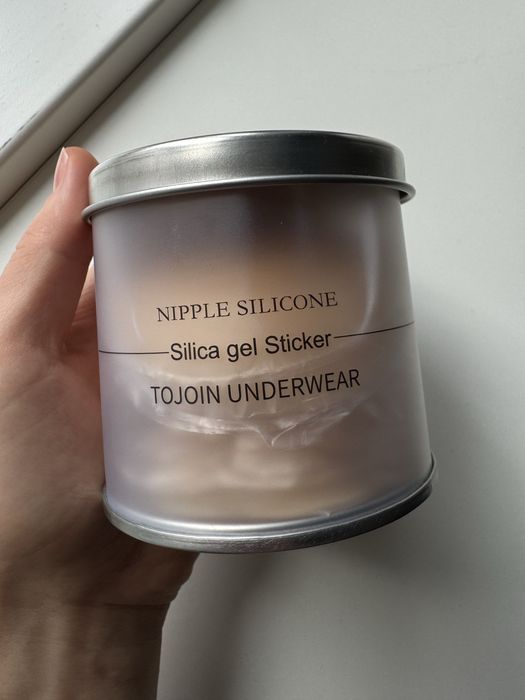 NIPPLE SILICONE
Silica gel Sticker
TOJOIN UNDERWEAR